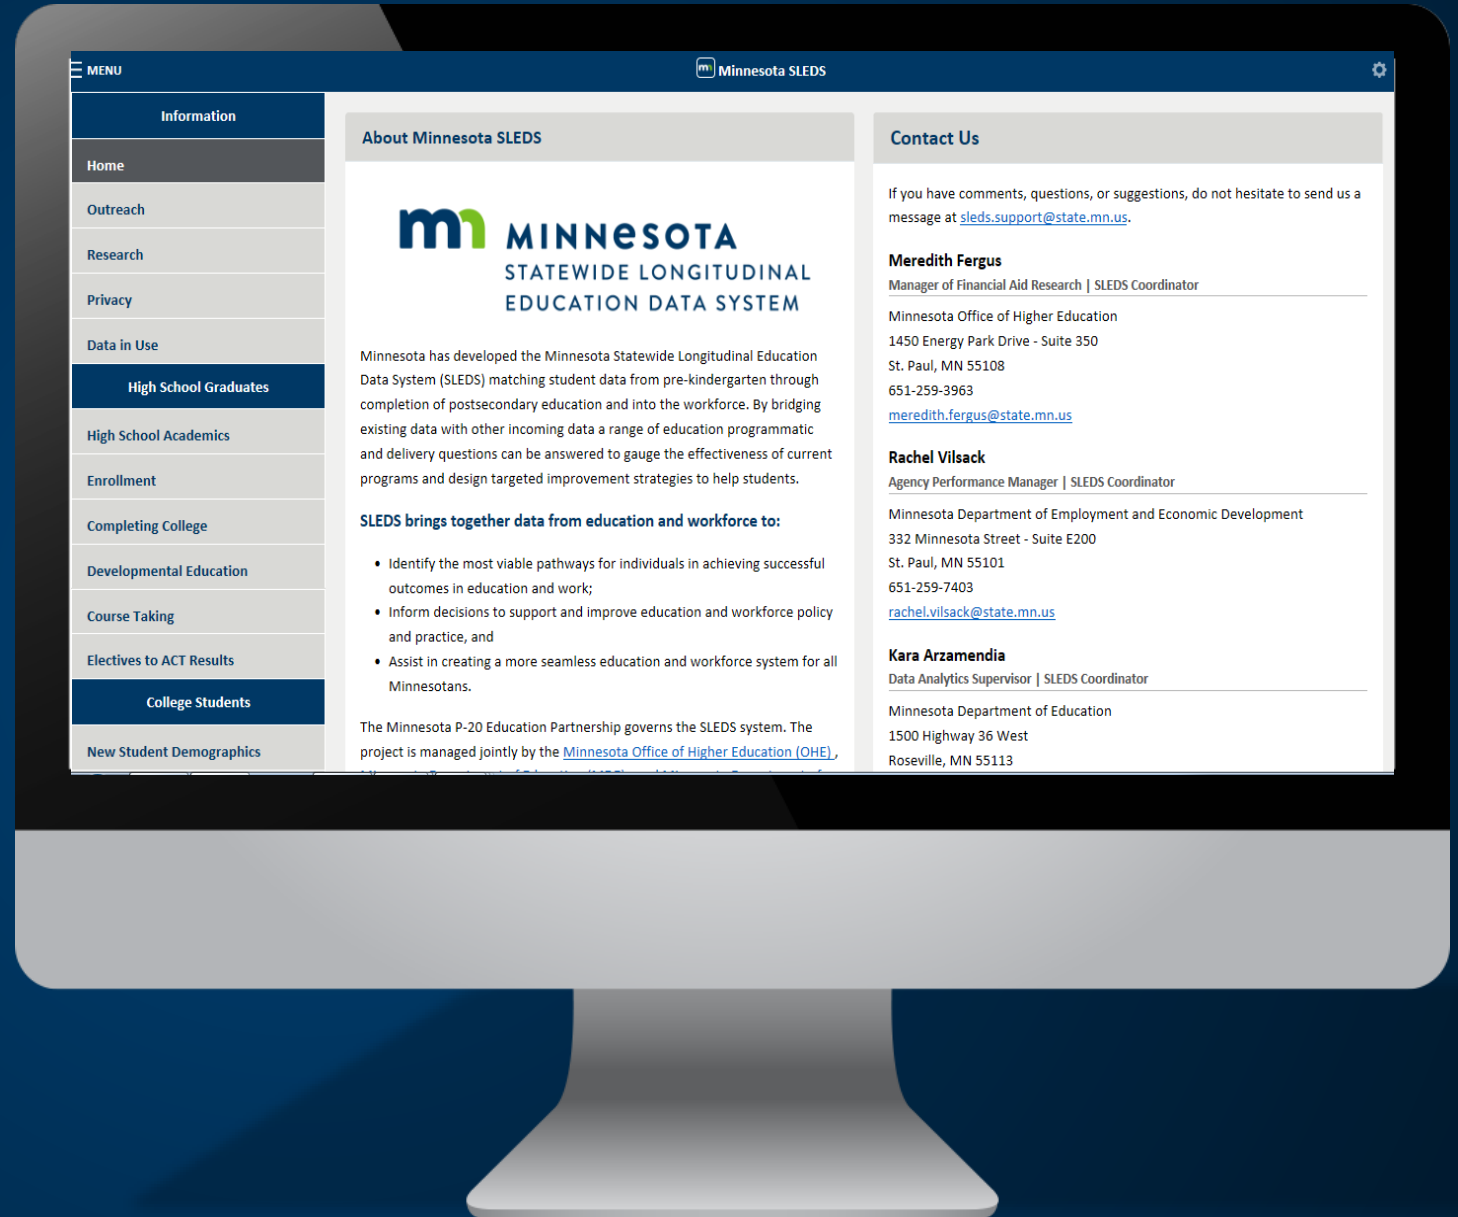 MENU
mn Minnesota SLEDS
Information
Home
Outreach
Research
Privacy
Data in Use
High School Graduates
High School Academics
Enrollment
Completing College
Developmental Education
Course Taking
Electives to ACT Results
College Students
New Student Demographics
About Minnesota SLEDS
mn MINNESOTA
STATEWIDE LONGITUDINAL
EDUCATION DATA SYSTEM
Minnesota has developed the Minnesota Statewide Longitudinal Education
Data System (SLEDS) matching student data from pre-kindergarten through
completion of postsecondary education and into the workforce. By bridging
existing data with other incoming data a range of education programmatic
and delivery questions can be answered to gauge the effectiveness of current
programs and design targeted improvement strategies to help students.
SLEDS brings together data from education and workforce to:
• Identify the most viable pathways for individuals in achieving successful
outcomes in education and work;
• Inform decisions to support and improve education and workforce policy
and practice, and
• Assist in creating a more seamless education and workforce system for all
Minnesotans.
The Minnesota P-20 Education Partnership governs the SLEDS system. The
project is managed jointly by the Minnesota Office of Higher Education (OHE) ,
Contact Us
If you have comments, questions, or suggestions, do not hesitate to send us a
message at sleds.support@state.mn.us.
Meredith Fergus
Manager of Financial Aid Research | SLEDS Coordinator
Minnesota Office of Higher Education
1450 Energy Park Drive - Suite 350
St. Paul, MN 55108
651-259-3963
meredith.fergus@state.mn.us
Rachel Vilsack
Agency Performance Manager | SLEDS Coordinator
Minnesota Department of Employment and Economic Development
332 Minnesota Street - Suite E200
St. Paul, MN 55101
651-259-7403
rachel.vilsack@state.mn.us
Kara Arzamendia
Data Analytics Supervisor | SLEDS Coordinator
Minnesota Department of Education
1500 Highway 36 West
Roseville, MN 55113